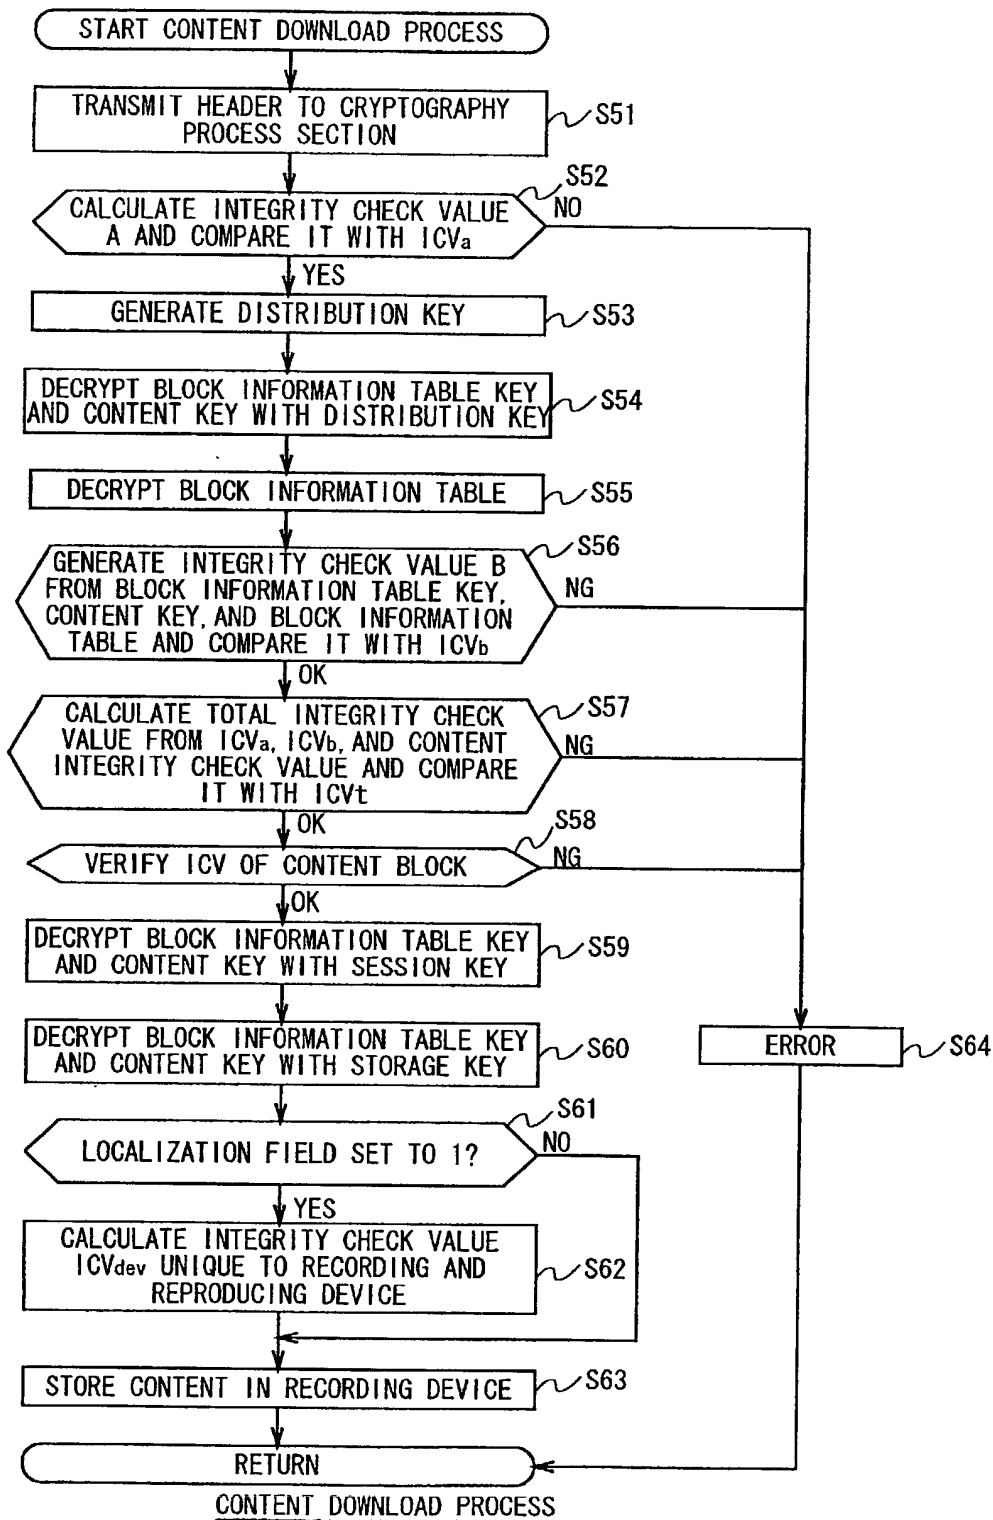 START CONTENT DOWNLOAD PROCESS
TRANSMIT HEADER TO CRYPTOGRAPHY
PROCESS SECTION
S51
S52
CALCULATE INTEGRITY CHECK VALUE
A AND COMPARE IT WITH ICVa
NO
YES
GENERATE DISTRIBUTION KEY
S53
DECRYPT BLOCK INFORMATION TABLE KEY
AND CONTENT KEY WITH DISTRIBUTION KEY
S54
DECRYPT BLOCK INFORMATION TABLE
S55
S56
GENERATE INTEGRITY CHECK VALUE B
FROM BLOCK INFORMATION TABLE KEY,
CONTENT KEY, AND BLOCK INFORMATION
TABLE AND COMPARE IT WITH ICVb
NG
OK
S57
CALCULATE TOTAL INTEGRITY CHECK
VALUE FROM ICVa, ICVb, AND CONTENT
INTEGRITY CHECK VALUE AND COMPARE
IT WITH ICVt
NG
OK
S58
VERIFY ICV OF CONTENT BLOCK
NG
OK
DECRYPT BLOCK INFORMATION TABLE KEY
AND CONTENT KEY WITH SESSION KEY
S59
DECRYPT BLOCK INFORMATION TABLE KEY
AND CONTENT KEY WITH STORAGE KEY
S60
ERROR
S64
S61
LOCALIZATION FIELD SET TO 1?
NO
YES
CALCULATE INTEGRITY CHECK VALUE
ICVdev UNIQUE TO RECORDING AND
REPRODUCING DEVICE
S62
STORE CONTENT IN RECORDING DEVICE
S63
RETURN
CONTENT DOWNLOAD PROCESS